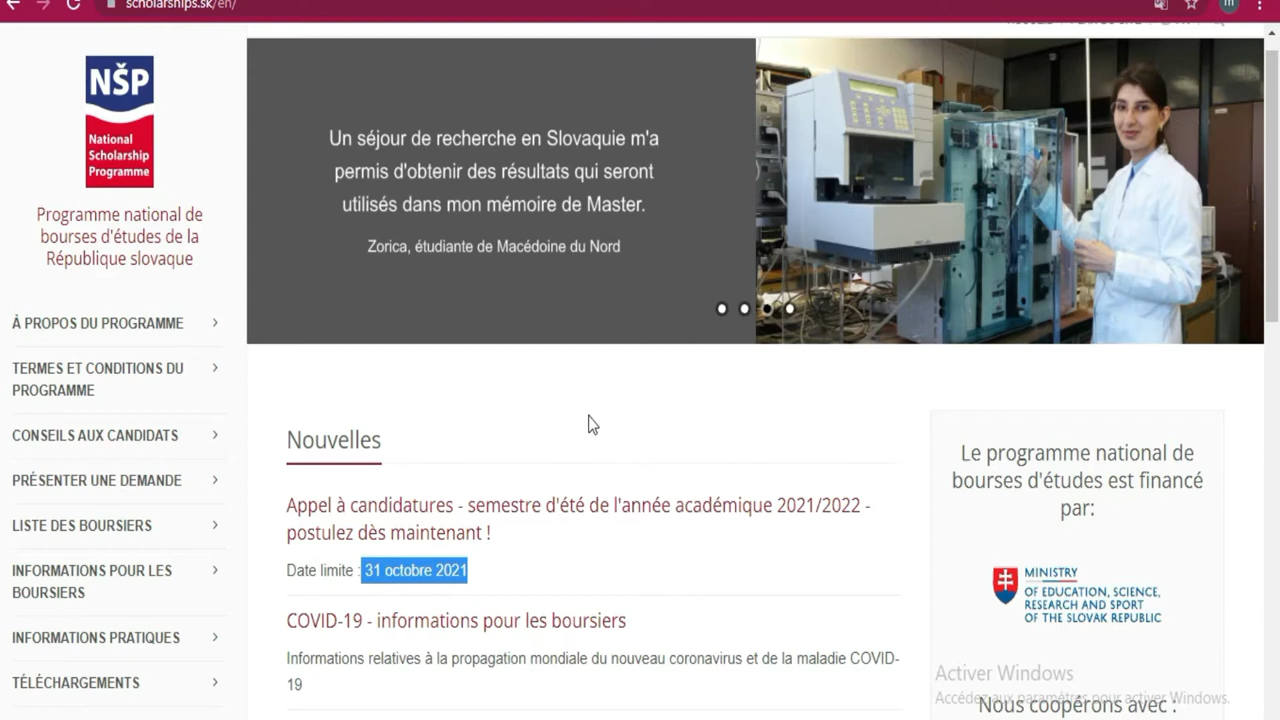 scholarships.sk/en/
m
NŠP
National
Scholarship
Programme
Programme national de
bourses d'études de la
République slovaque
À PROPOS DU PROGRAMME
TERMES ET CONDITIONS DU
PROGRAMME
CONSEILS AUX CANDIDATS
PRÉSENTER UNE DEMANDE
LISTE DES BOURSIERS
INFORMATIONS POUR LES
BOURSIERS
INFORMATIONS PRATIQUES
TÉLÉCHARGEMENTS
Un séjour de recherche en Slovaquie m'a
permis d'obtenir des résultats qui seront
utilisés dans mon mémoire de Master.
Zorica, étudiante de Macédoine du Nord
Nouvelles
Appel à candidatures - semestre d'été de l'année académique 2021/2022 -
postulez dès maintenant !
Date limite : 31 octobre 2021
COVID-19 - informations pour les boursiers
Informations relatives à la propagation mondiale du nouveau coronavirus et de la maladie COVID-
19
Le programme national de
bourses d'études est financé
par:
MINISTRY
OF EDUCATION, SCIENCE,
RESEARCH AND SPORT
OF THE SLOVAK REPUBLIC
Activer Windows
Accédez aux paramètres pour activer Windows.
Nous coopérons avec :